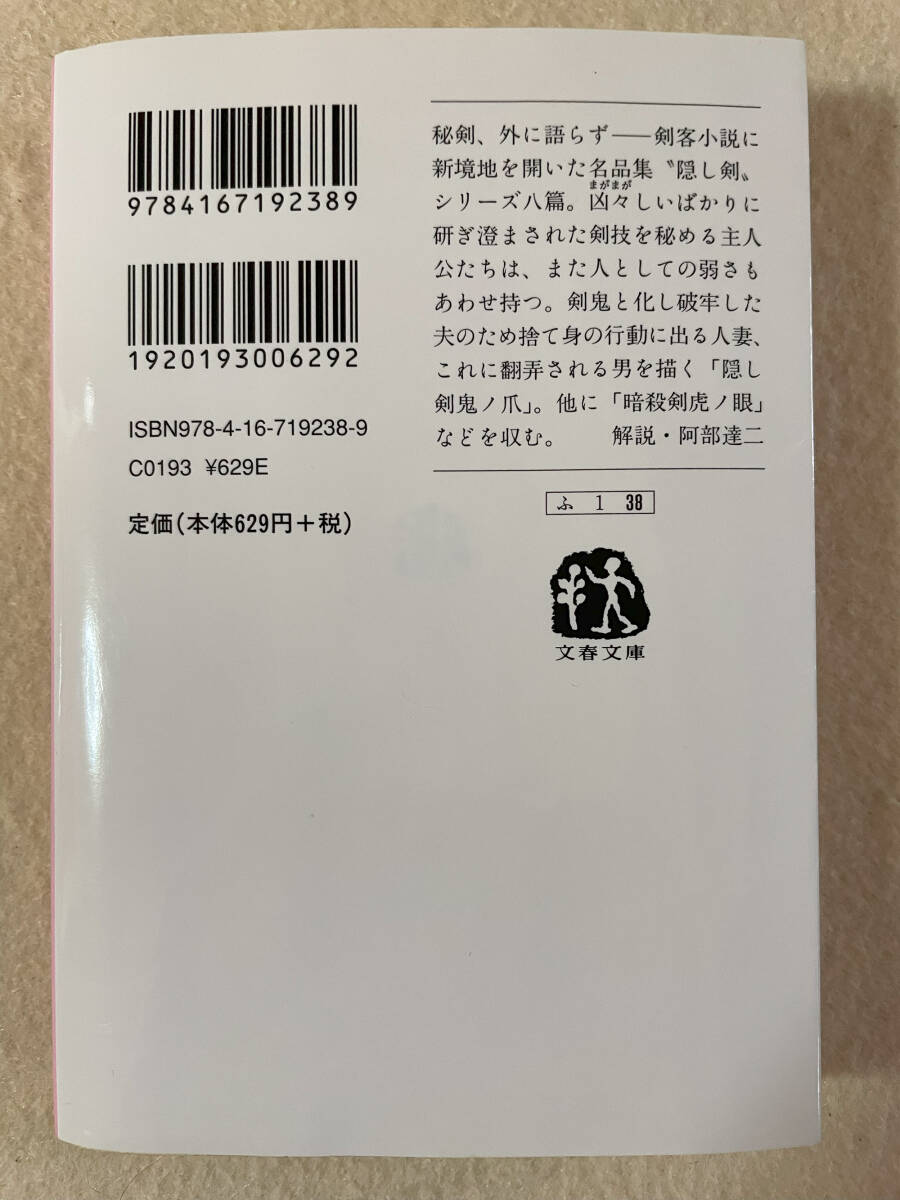 9784167192389
1920193006292
ISBN978-4-16-719238-9
C0193 ¥629E
定価(本体629円+税)
秘剣、外に語らず――剣客小説に
新境地を開いた名品集〝隠し剣〟
まがまが
シリーズ八篇。凶々しいばかりに
研ぎ澄まされた剣技を秘める主人
公たちは、また人としての弱さも
あわせ持つ。剣鬼と化し破牢した
夫のため捨て身の行動に出る人妻、
これに翻弄される男を描く「隠し
剣鬼ノ爪」。他に「暗殺剣虎ノ眼」
などを収む。 解説・阿部達二
ふ 1 38
文春文庫